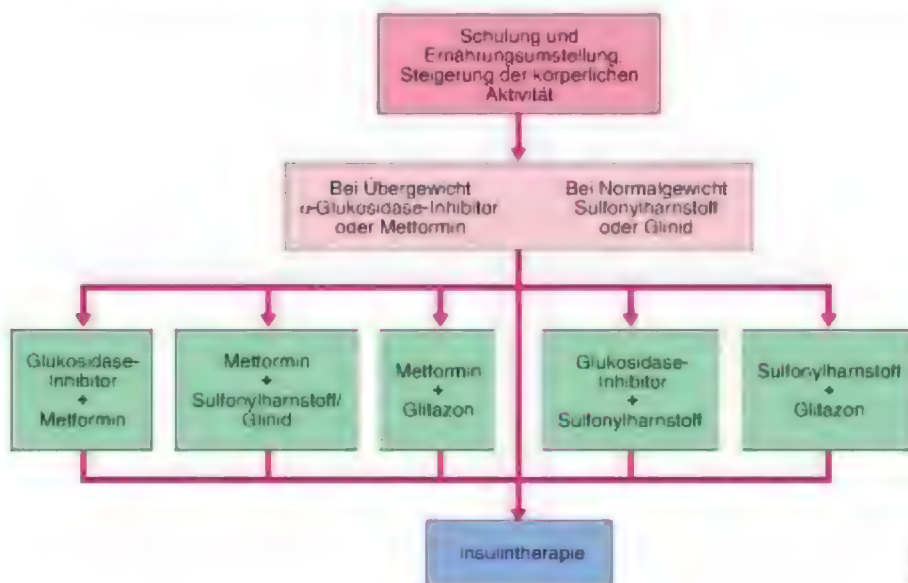 Schulung und
Ernährungsumstellung,
Steigerung der körperlichen
Aktivität
Bei Übergewicht
α-Glukosidase-Inhibitor
oder Metformin
Bei Normalgewicht
Sulfonylharnstoff
oder Glinid
Glukosidase-
Inhibitor
+
Metformin
Metformin
+
Sulfonylharnstoff/
Glinid
Metformin
+
Glitazon
Glukosidase-
Inhibitor
+
Sulfonylharnstoff
Sulfonylharnstoff
+
Glitazon
Insulintherapie